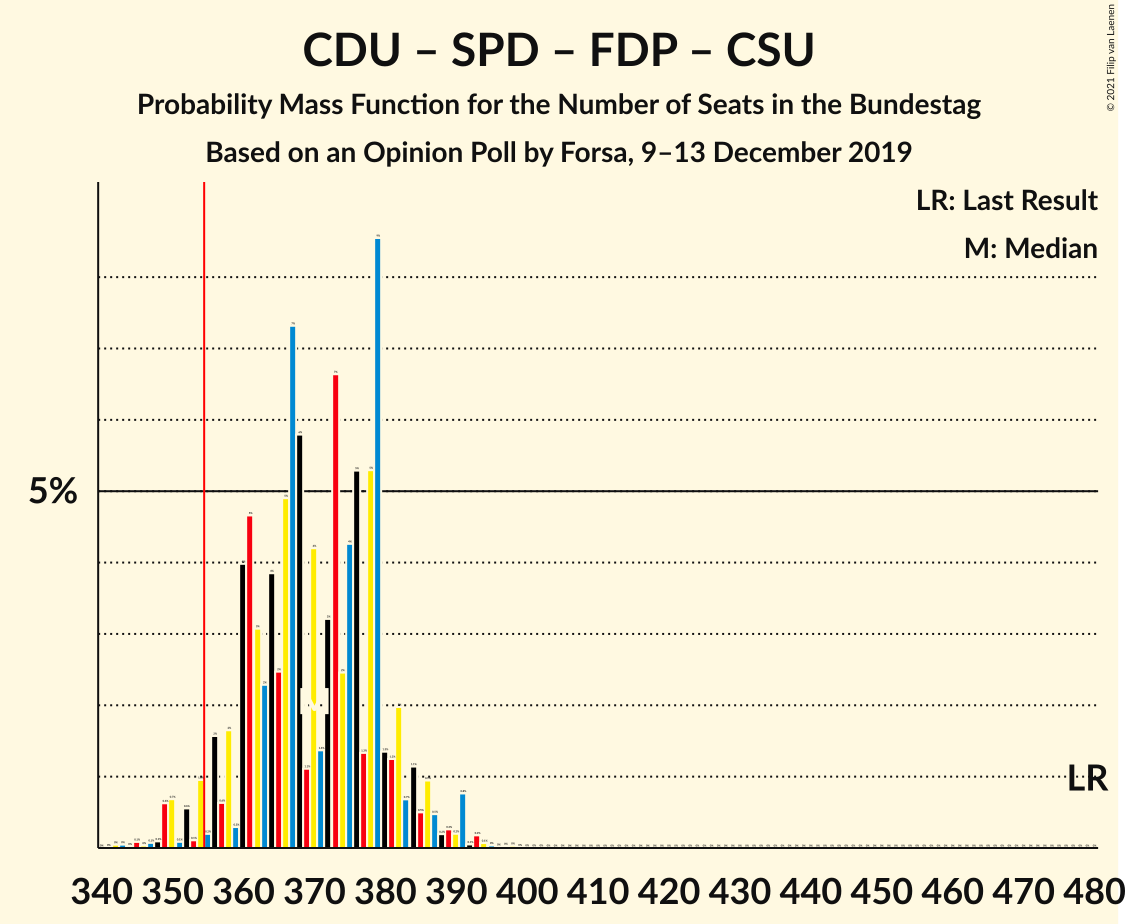 CDU – SPD – FDP – CSU
Probability Mass Function for the Number of Seats in the Bundestag
Based on an Opinion Poll by Forsa, 9–13 December 2019
© 2021 Filip van Laenen
LR: Last Result
M: Median
5%
LR
340 350 360 370 380 390 400 410 420 430 440 450 460 470 480